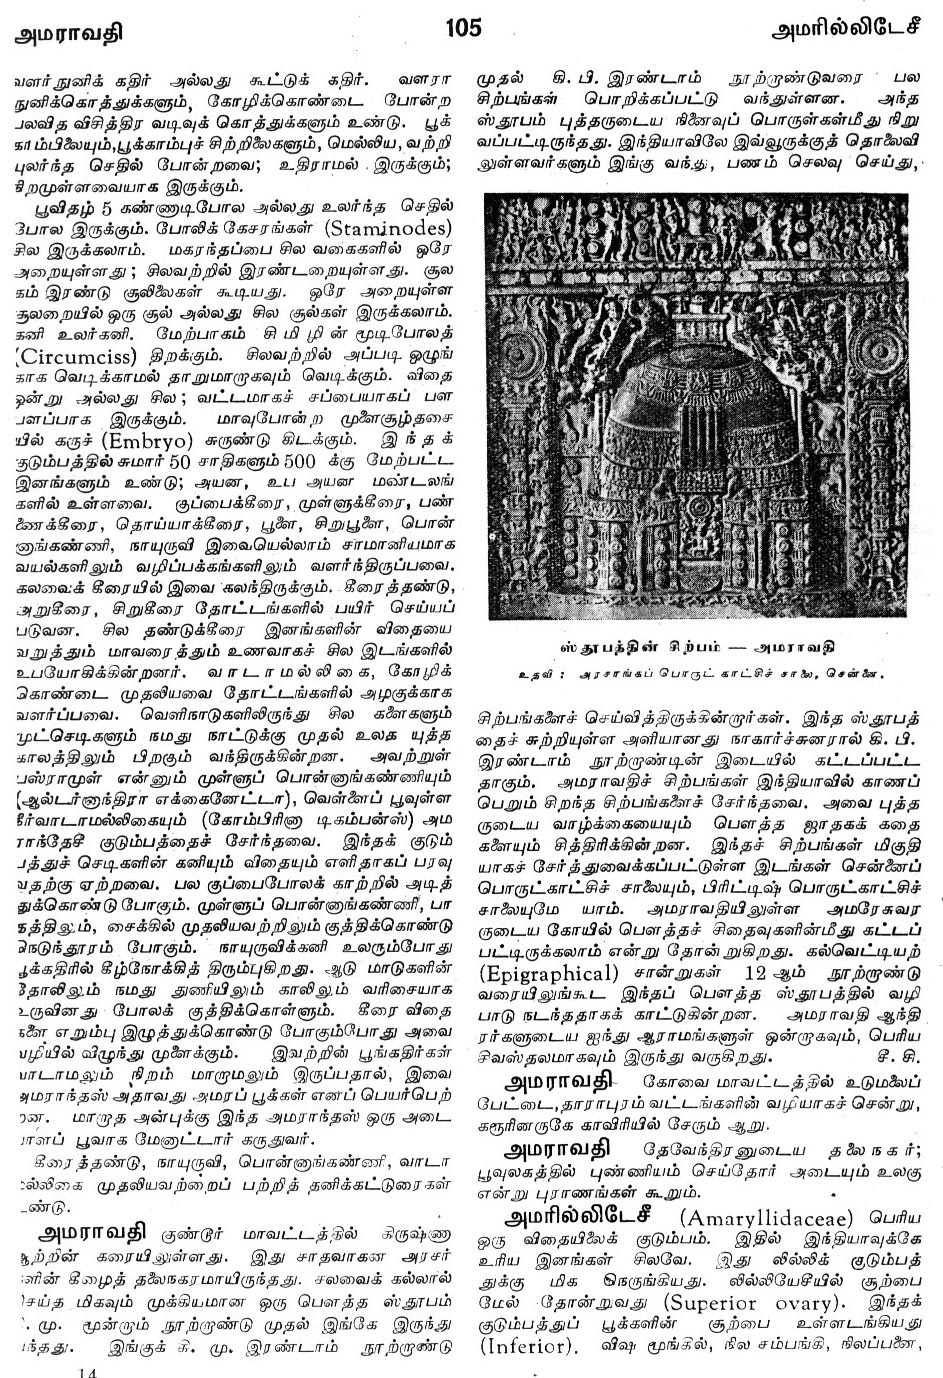 அமராவதி
105
அமரில்லிடேசீ
வளர்நுனிக் கதிர் அல்லது கூட்டுக் கதிர். வளரா
நுனிக்கொத்துக்களும், கோழிக்கொண்டை போன்ற
பலவித விசித்திர வடிவுக் கொத்துக்களும் உண்டு. பூக்
காம்பிலையும், பூக்காம்புச் சிற்றிலைகளும், மெல்லிய, வற்றி
புலர்ந்த செதில் போன்றவை; உதிராமல் இருக்கும்;
நிறமுள்ளவையாக இருக்கும்.
பூவிதழ் 5 கண்ணாடிபோல அல்லது உலர்ந்த செதில்
போல இருக்கும். போலிக் கேசரங்கள் (Staminodes)
சில இருக்கலாம். மகரந்தப்பை சில வகைகளில் ஒரே
அறையுள்ளது; சிலவற்றில் இரண்டறையுள்ளது. சூல
கம் இரண்டு சூலிலைகள் கூடியது. ஒரே அறையுள்ள
சூலறையில் ஒரு சூல் அல்லது சில சூல்கள் இருக்கலாம்.
கனி உலர்கனி. மேற்பாகம் சிமிழின் மூடிபோலத்
(Circumciss) திறக்கும். சிலவற்றில் அப்படி ஒழுங்
காக வெடிக்காமல் தாறுமாறாகவும் வெடிக்கும். விதை
ஒன்று அல்லது சில; வட்டமாகச் சப்பையாகப் பள
பளப்பாக இருக்கும். மாவுபோன்ற முளைசூழ்தசை
யில் கருச் (Embryo) சுருண்டு கிடக்கும். இந்தக்
குடும்பத்தில் சுமார் 50 சாதிகளும் 500 க்கு மேற்பட்ட
இனங்களும் உண்டு; அயன, உப அயன மண்டலங்
களில் உள்ளவை. குப்பைக்கீரை, முள்ளுக்கீரை, பண்
ணைக்கீரை, தொய்யாக்கீரை, பூளை, சிறுபூளை, பொன்
னாங்கண்ணி, நாயுருவி இவையெல்லாம் சாமானியமாக
வயல்களிலும் வழிப்பக்கங்களிலும் வளர்ந்திருப்பவை.
கலவைக் கீரையில் இவை கலந்திருக்கும். கீரைத்தண்டு,
அறுகீரை, சிறுகீரை தோட்டங்களில் பயிர் செய்யப்
படுவன. சில தண்டுக்கீரை இனங்களின் விதையை
வறுத்தும் மாவரைத்தும் உணவாகச் சில இடங்களில்
உபயோகிக்கின்றனர். வாடாமல்லிகை, கோழிக்
கொண்டை முதலியவை தோட்டங்களில் அழகுக்காக
வளர்ப்பவை. வெளிநாடுகளிலிருந்து சில களைகளும்
முட்செடிகளும் நமது நாட்டுக்கு முதல் உலக யுத்த
காலத்திலும் பிறகும் வந்திருக்கின்றன. அவற்றுள்
பஸ்ராமுள் என்னும் முள்ளுப் பொன்னாங்கண்ணியும்
(ஆல்டர்னாந்திரா எக்கைனேட்டா), வெள்ளைப் பூவுள்ள
நீர்வாடாமல்லிகையும் (கோம்பிரினா டிகம்பன்ஸ்) அம
ராந்தேசீ குடும்பத்தைச் சேர்ந்தவை. இந்தக் குடும்
பத்துச் செடிகளின் கனியும் விதையும் எளிதாகப் பரவு
வதற்கு ஏற்றவை. பல குப்பைபோலக் காற்றில் அடித்
துக்கொண்டு போகும். முள்ளுப் பொன்னாங்கண்ணி, பா
தத்திலும், சைக்கில் முதலியவற்றிலும் குத்திக்கொண்டு
நெடுந்தூரம் போகும். நாயுருவிக்கனி உலரும்போது
பூக்கதிரில் கீழ்நோக்கித் திரும்புகிறது. ஆடு மாடுகளின்
தோலிலும் நமது துணியிலும் காலிலும் வரிசையாக
உருவினது போலக் குத்திக்கொள்ளும். கீரை விதை
களை எறும்பு இழுத்துக்கொண்டு போகும்போது அவை
வழியில் விழுந்து முளைக்கும். இவற்றின் பூங்கதிர்கள்
வாடாமலும் நிறம் மாறாமலும் இருப்பதால், இவை
அமராந்தஸ் அதாவது அமரப் பூக்கள் எனப் பெயர்பெற்
றன. மாறாத அன்புக்கு இந்த அமராந்தஸ் ஒரு அடை
யாளப் பூவாக மேனாட்டார் கருதுவர்.
கீரைத்தண்டு, நாயுருவி, பொன்னாங்கண்ணி, வாடா
மல்லிகை முதலியவற்றைப் பற்றித் தனிக்கட்டுரைகள்
உண்டு.
அமராவதி குண்டூர் மாவட்டத்தில் கிருஷ்ணா
ஆற்றின் கரையிலுள்ளது. இது சாதவாகன அரசர்
களின் கீழைத் தலைநகரமாயிருந்தது. சலவைக் கல்லால்
செய்த மிகவும் முக்கியமான ஒரு பௌத்த ஸ்தூபம்
கி. மு. மூன்றாம் நூற்றாண்டு முதல் இங்கே இருந்து
வந்தது. இங்குக் கி. மு. இரண்டாம் நூற்றாண்டு
14
முதல் கி. பி. இரண்டாம் நூற்றாண்டுவரை பல
சிற்பங்கள் பொறிக்கப்பட்டு வந்துள்ளன. அந்த
ஸ்தூபம் புத்தருடைய நினைவுப் பொருள்கள்மீது நிறு
வப்பட்டிருந்தது. இந்தியாவிலே இவ்வூருக்குத் தொலைவி
லுள்ளவர்களும் இங்கு வந்து, பணம் செலவு செய்து,
ஸ்தூபத்தின் சிற்பம் — அமராவதி
உதவி : அரசாங்கப் பொருட் காட்சிச் சாலை, சென்னை.
சிற்பங்களைச் செய்வித்திருக்கின்றார்கள். இந்த ஸ்தூபத்
தைச் சுற்றியுள்ள அளியானது நாகார்ச்சுனரால் கி. பி.
இரண்டாம் நூற்றாண்டின் இடையில் கட்டப்பட்ட
தாகும். அமராவதிச் சிற்பங்கள் இந்தியாவில் காணப்
பெறும் சிறந்த சிற்பங்களைச் சேர்ந்தவை. அவை புத்த
ருடைய வாழ்க்கையையும் பௌத்த ஜாதகக் கதை
களையும் சித்திரிக்கின்றன. இந்தச் சிற்பங்கள் மிகுதி
யாகச் சேர்த்துவைக்கப்பட்டுள்ள இடங்கள் சென்னைப்
பொருட்காட்சிச் சாலையும், பிரிட்டிஷ் பொருட்காட்சிச்
சாலையுமே யாம். அமராவதியிலுள்ள அமரேசுவர
ருடைய கோயில் பௌத்தச் சிதைவுகளின்மீது கட்டப்
பட்டிருக்கலாம் என்று தோன்றுகிறது. கல்வெட்டியற்
(Epigraphical) சான்றுகள் 12 ஆம் நூற்றாண்டு
வரையிலுங்கூட இந்தப் பௌத்த ஸ்தூபத்தில் வழி
பாடு நடந்ததாகக் காட்டுகின்றன. அமராவதி ஆந்தி
ரர்களுடைய ஐந்து ஆராமங்களுள் ஒன்றாகவும், பெரிய
சிவஸ்தலமாகவும் இருந்து வருகிறது. சீ. சி.
அமராவதி கோவை மாவட்டத்தில் உடுமலைப்
பேட்டை, தாராபுரம் வட்டங்களின் வழியாகச் சென்று,
கரூரினருகே காவிரியில் சேரும் ஆறு.
அமராவதி தேவேந்திரனுடைய தலைநகர்;
பூவுலகத்தில் புண்ணியம் செய்தோர் அடையும் உலகு
என்று புராணங்கள் கூறும்.
அமரில்லிடேசீ (Amaryllidaceae) பெரிய
ஒரு விதையிலைக் குடும்பம். இதில் இந்தியாவுக்கே
உரிய இனங்கள் சிலவே. இது லில்லிக் குடும்பத்
துக்கு மிக நெருங்கியது. லில்லியேசீயில் சூற்பை
மேல் தோன்றுவது (Superior ovary). இந்தக்
குடும்பத்துப் பூக்களின் சூற்பை உள்ளடங்கியது
(Inferior). விஷ மூங்கில், நில சம்பங்கி, நிலப்பனை,